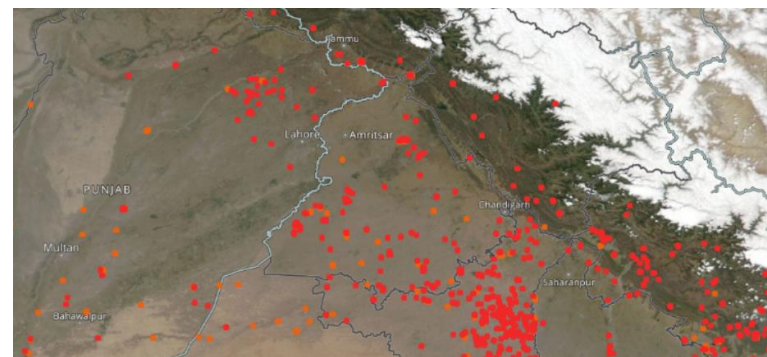 Jammu
Lahore
Amritsar
PUNJAB
Chandigarh
Multan
Saharanpur
Bahawalpur